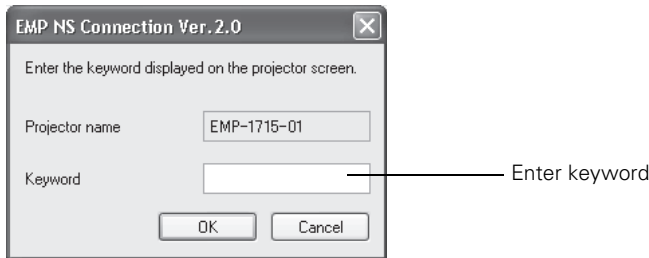 EMP NS Connection Ver.2.0
Enter the keyword displayed on the projector screen.
Projector name EMP-1715-01
Keyword
Enter keyword
OK Cancel